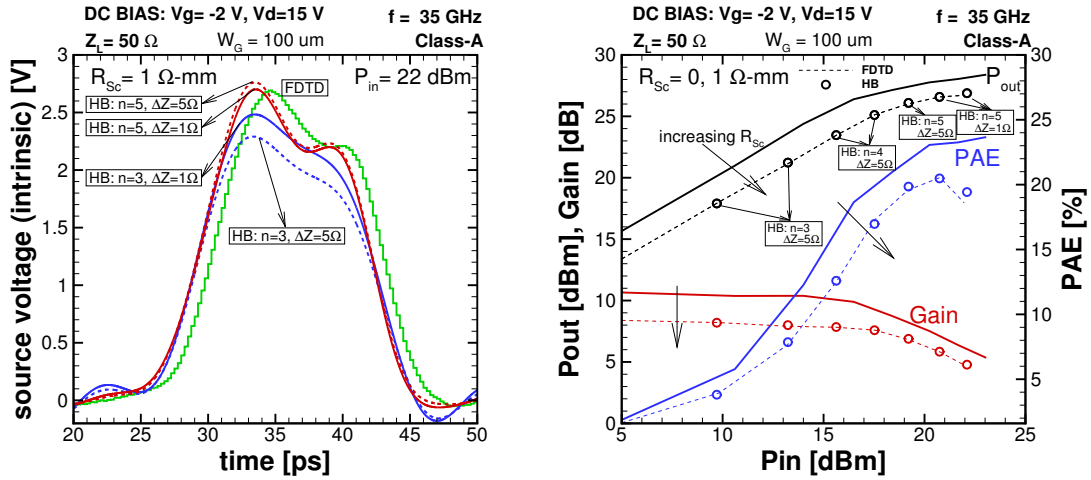 DC BIAS: Vg= -2 V, Vd=15 V
f = 35 GHz
Z_L= 50 Ω
W_G = 100 um
Class-A
R_Sc = 1 Ω-mm
P_in = 22 dBm
HB: n=5, ΔZ=5Ω
FDTD
HB: n=5, ΔZ=1Ω
HB: n=3, ΔZ=1Ω
HB: n=3, ΔZ=5Ω
source voltage (intrinsic) [V]
3
2.5
2
1.5
1
0.5
0
20
25
30
35
40
45
50
time [ps]
DC BIAS: Vg= -2 V, Vd=15 V
f = 35 GHz
Z_L= 50 Ω
W_G = 100 um
Class-A
R_Sc = 0, 1 Ω-mm
FDTD
HB
P_out
increasing R_Sc
HB: n=5
ΔZ=5Ω
HB: n=5
ΔZ=1Ω
HB: n=4
ΔZ=5Ω
HB: n=3
ΔZ=5Ω
PAE
Gain
Pout [dBm], Gain [dB]
30
25
20
15
10
5
0
5
10
15
20
25
Pin [dBm]
30
25
20
15
10
5
PAE [%]